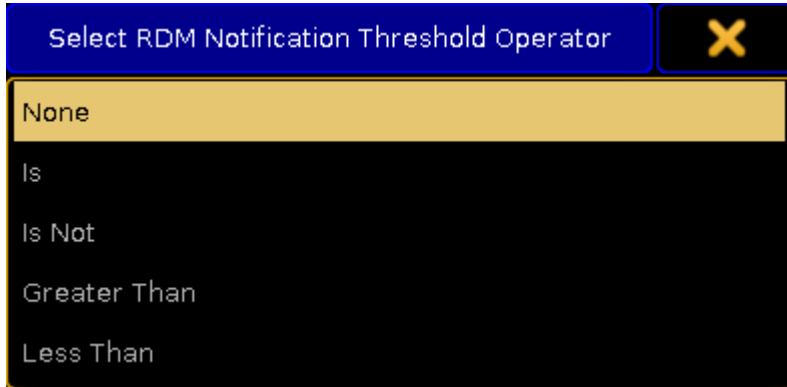 Select RDM Notification Threshold Operator
None
Is
Is Not
Greater Than
Less Than